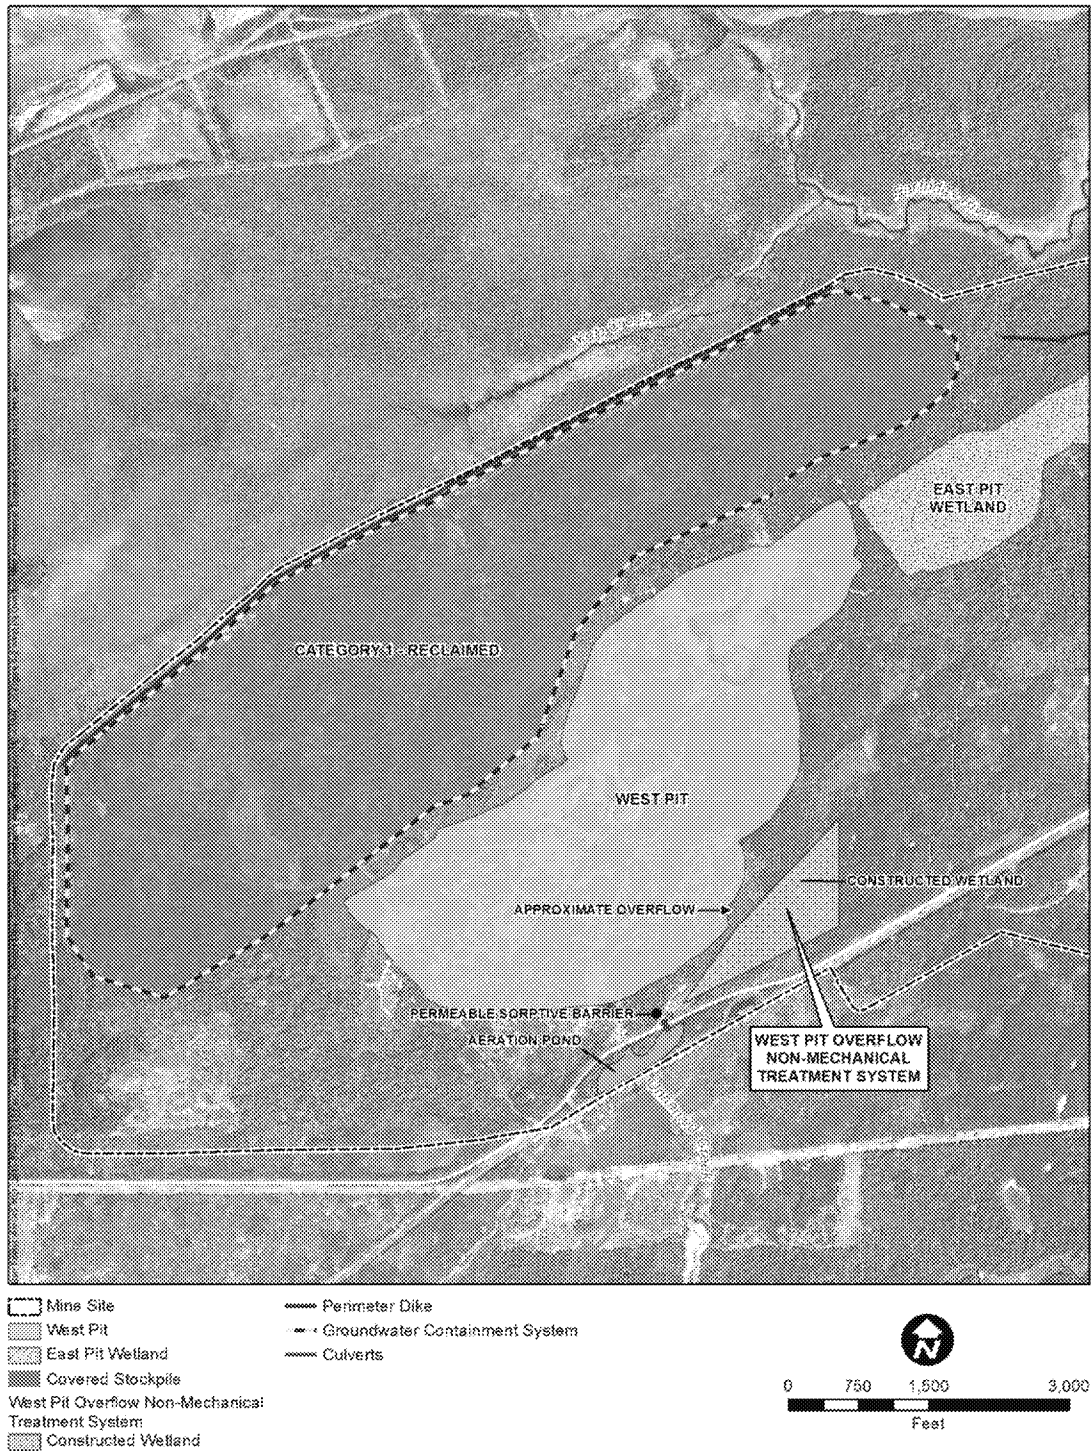 EAST PIT
WETLAND
CATEGORY 1 - RECLAIMED
WEST PIT
CONSTRUCTED WETLAND
APPROXIMATE OVERFLOW
PERMEABLE SORPTIVE BARRIER
AERATION POND
WEST PIT OVERFLOW
NON-MECHANICAL
TREATMENT SYSTEM
Mine Site
West Pit
East Pit Wetland
Covered Stockpile
West Pit Overflow Non-Mechanical
Treatment System
Constructed Wetland
Perimeter Dike
Groundwater Containment System
Culverts
N
0 750 1,500 3,000
Feet